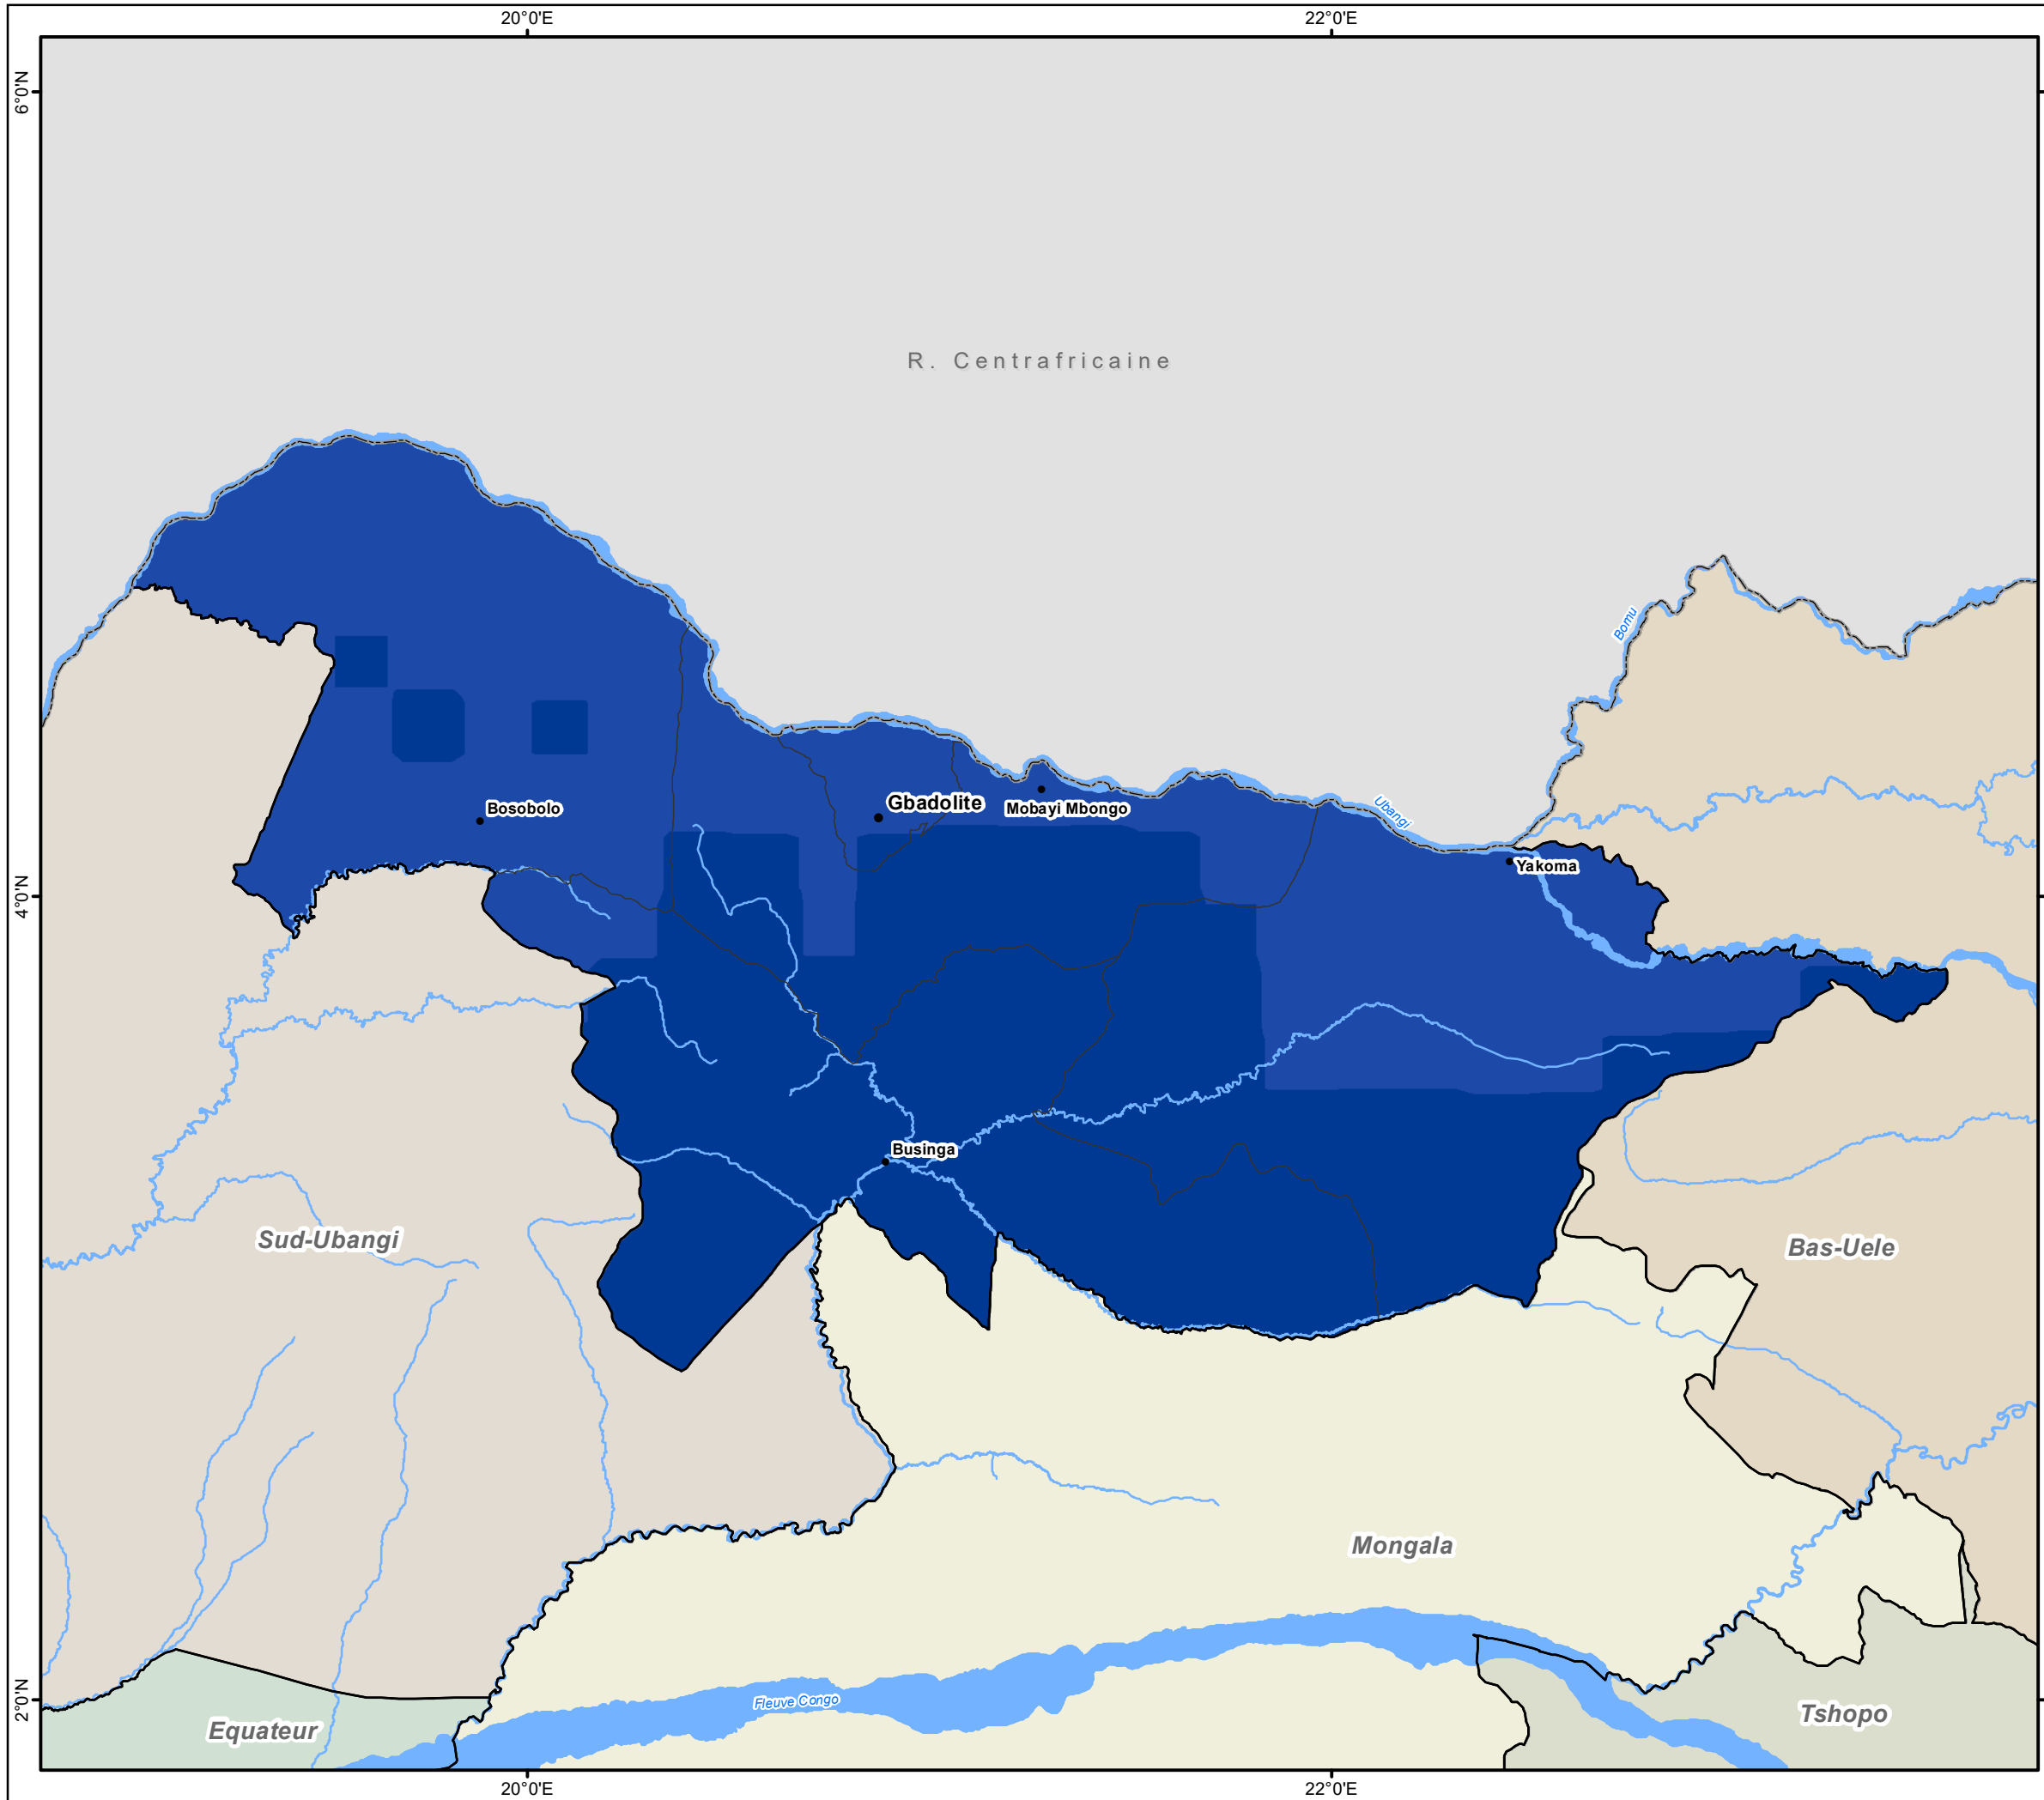 20°0'E
22°0'E
6°0'N
R. Centrafricaine
Bomu
Bosobolo
Gbadolite
Mobayi Mbongo
Ubangi
Yakoma
4°0'N
Businga
Sud-Ubangi
Bas-Uele
Mongala
2°0'N
Fleuve Congo
Equateur
Tshopo
20°0'E
22°0'E